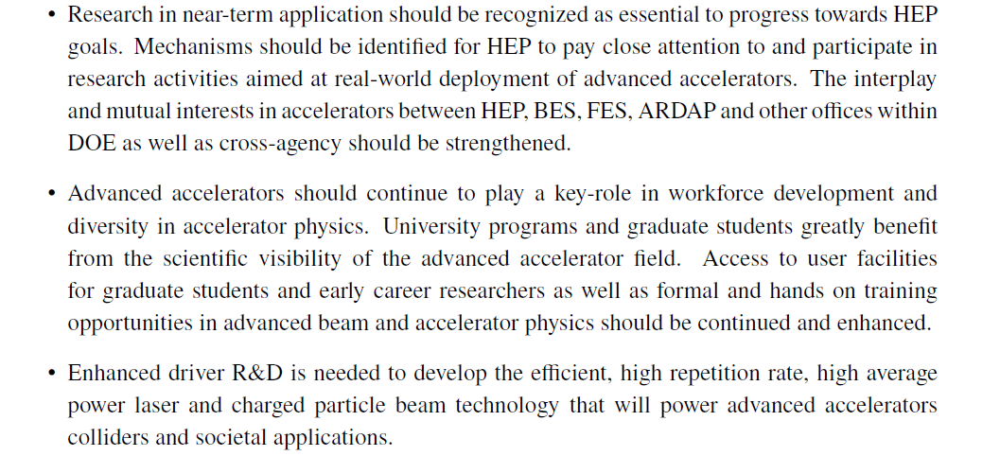 • Research in near-term application should be recognized as essential to progress towards HEP
goals. Mechanisms should be identified for HEP to pay close attention to and participate in
research activities aimed at real-world deployment of advanced accelerators. The interplay
and mutual interests in accelerators between HEP, BES, FES, ARDAP and other offices within
DOE as well as cross-agency should be strengthened.
• Advanced accelerators should continue to play a key-role in workforce development and
diversity in accelerator physics. University programs and graduate students greatly benefit
from the scientific visibility of the advanced accelerator field. Access to user facilities
for graduate students and early career researchers as well as formal and hands on training
opportunities in advanced beam and accelerator physics should be continued and enhanced.
• Enhanced driver R&D is needed to develop the efficient, high repetition rate, high average
power laser and charged particle beam technology that will power advanced accelerators
colliders and societal applications.